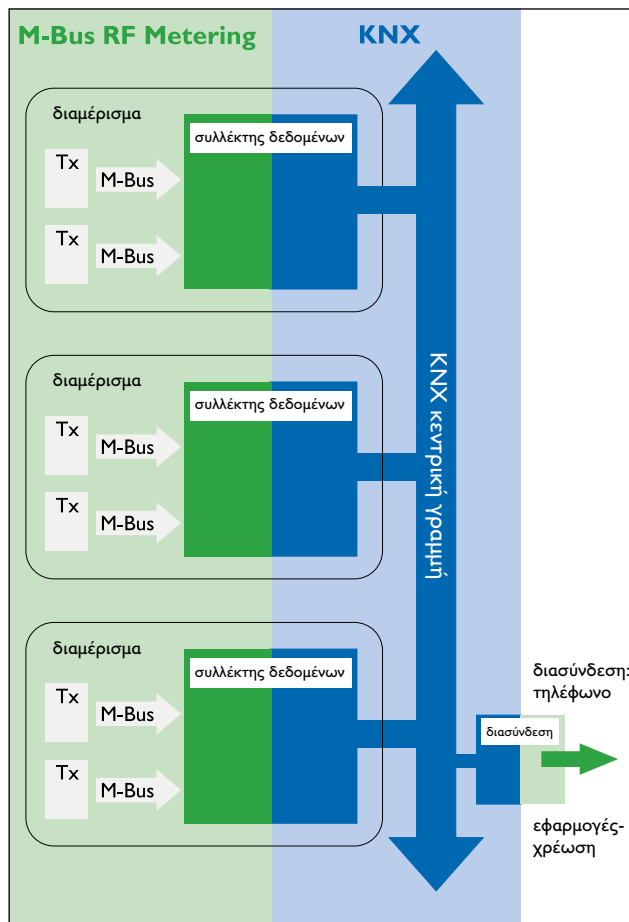 M-Bus RF Metering
KNX
διαμέρισμα
συλλέκτης δεδομένων
Tx
M-Bus
Tx
M-Bus
διαμέρισμα
συλλέκτης δεδομένων
Tx
M-Bus
Tx
M-Bus
KNX κεντρική γραμμή
διαμέρισμα
συλλέκτης δεδομένων
Tx
M-Bus
Tx
M-Bus
διασύνδεση:
τηλέφωνο
διασύνδεση
εφαρμογές-
χρέωση